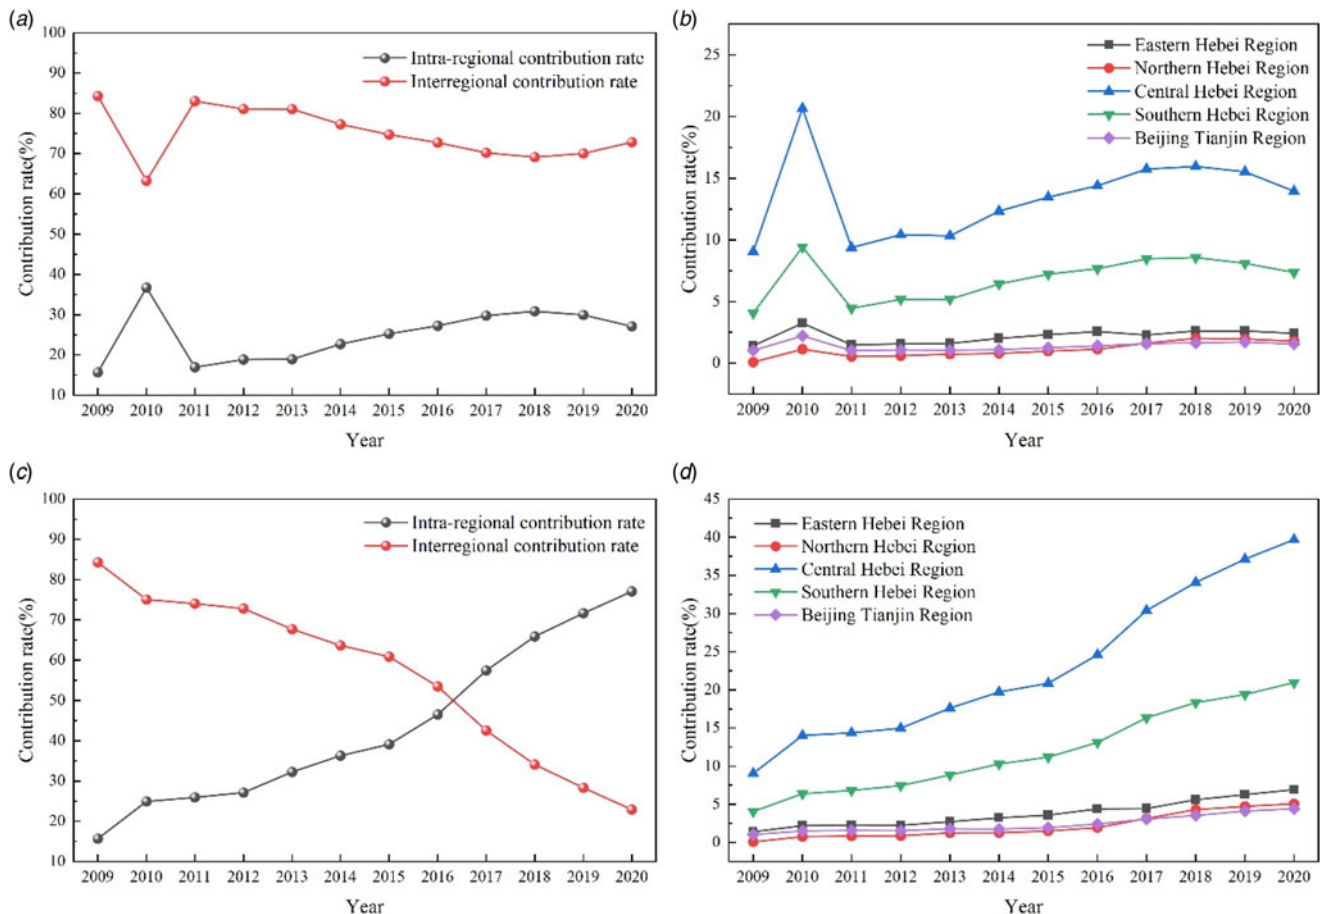 (a)
100
90
80
70
60
50
40
30
20
10
Contribution rate(%)
Intra-regional contribution rate
Interregional contribution rate
2009 2010 2011 2012 2013 2014 2015 2016 2017 2018 2019 2020
Year
(b)
25
20
15
10
5
0
Contribution rate(%)
Eastern Hebei Region
Northern Hebei Region
Central Hebei Region
Southern Hebei Region
Beijing Tianjin Region
2009 2010 2011 2012 2013 2014 2015 2016 2017 2018 2019 2020
Year
(c)
100
90
80
70
60
50
40
30
20
10
Contribution rate(%)
Intra-regional contribution rate
Interregional contribution rate
2009 2010 2011 2012 2013 2014 2015 2016 2017 2018 2019 2020
Year
(d)
45
40
35
30
25
20
15
10
5
0
Contribution rate(%)
Eastern Hebei Region
Northern Hebei Region
Central Hebei Region
Southern Hebei Region
Beijing Tianjin Region
2009 2010 2011 2012 2013 2014 2015 2016 2017 2018 2019 2020
Year